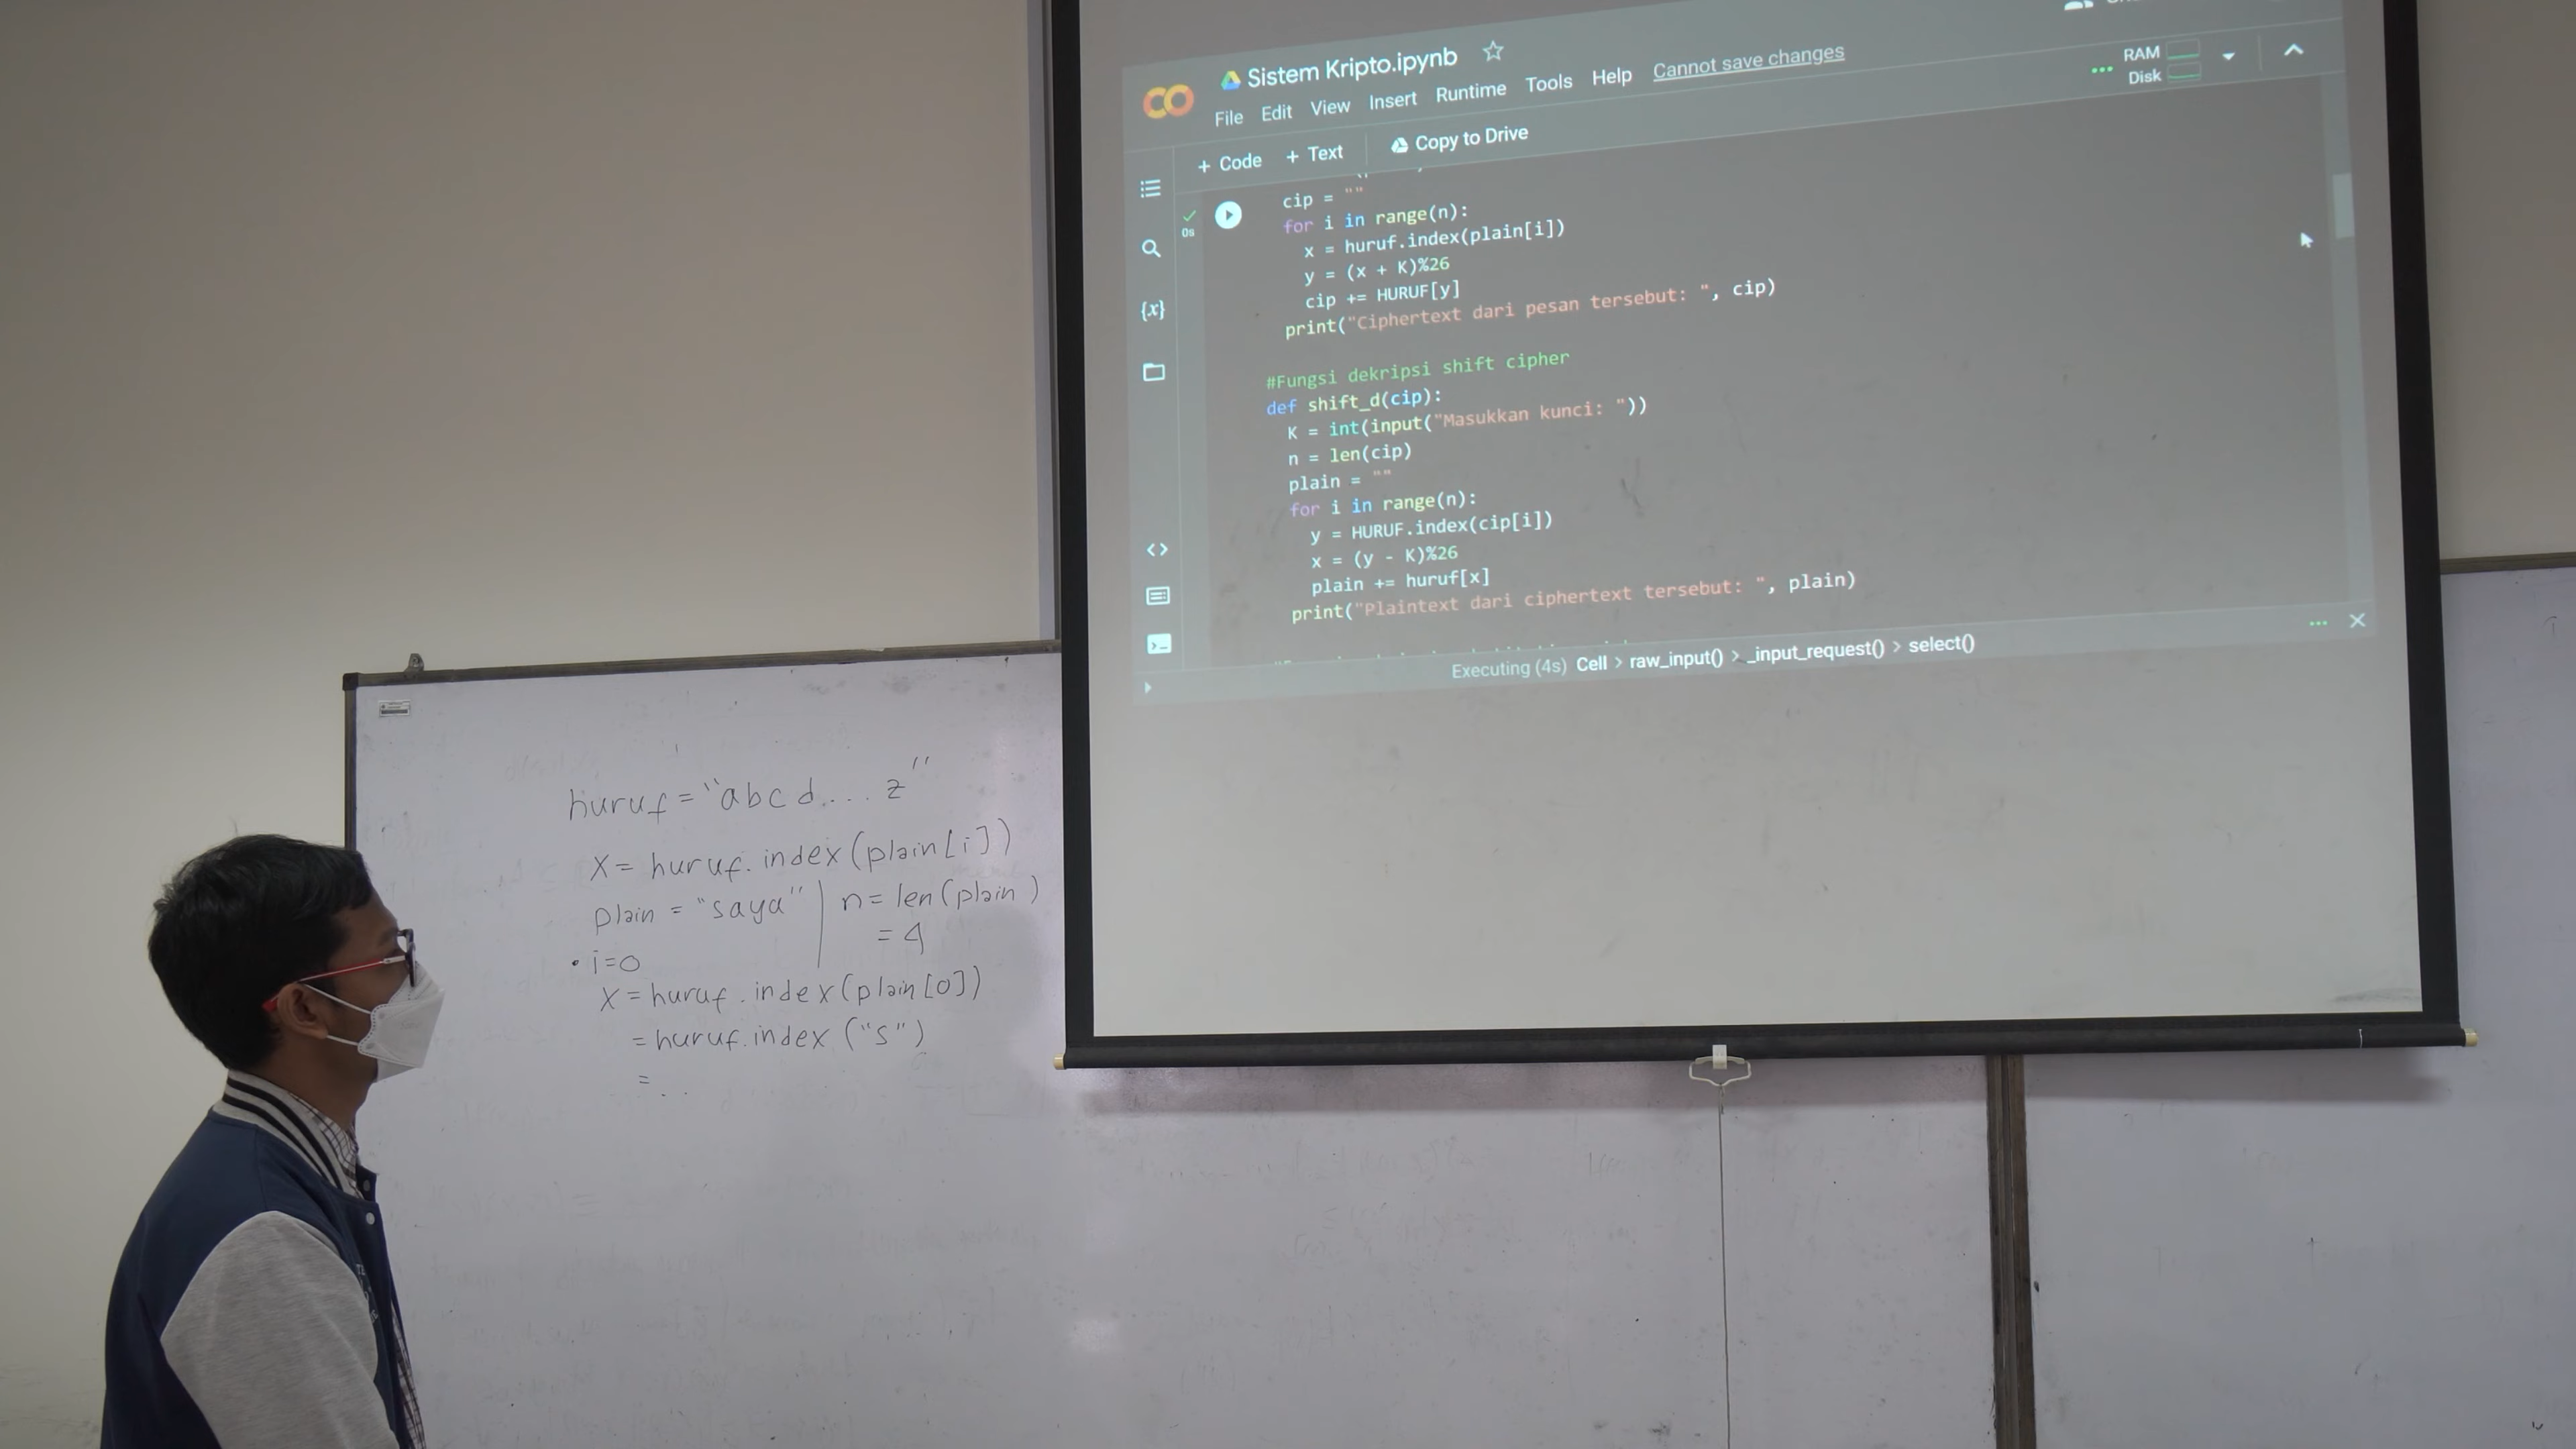 Sistem Kripto.ipynb
File Edit View Insert Runtime Tools Help Cannot save changes
RAM
Disk
+ Code + Text Copy to Drive
0s
{x}
cip = ""
for i in range(n):
x = huruf.index(plain[i])
y = (x + K)%26
cip += HURUF[y]
print("Ciphertext dari pesan tersebut: ", cip)
#Fungsi dekripsi shift cipher
def shift_d(cip):
K = int(input("Masukkan kunci: "))
n = len(cip)
plain = ""
for i in range(n):
y = HURUF.index(cip[i])
x = (y - K)%26
plain += huruf[x]
print("Plaintext dari ciphertext tersebut: ", plain)
Executing (4s) Cell > raw_input() > _input_request() > select()
huruf = "abcd... z"
X = huruf.index(plain[i])
plain = "saya" | n = len(plain)
= 4
• i=0
X = huruf.index(plain[0])
= huruf.index("s")
=